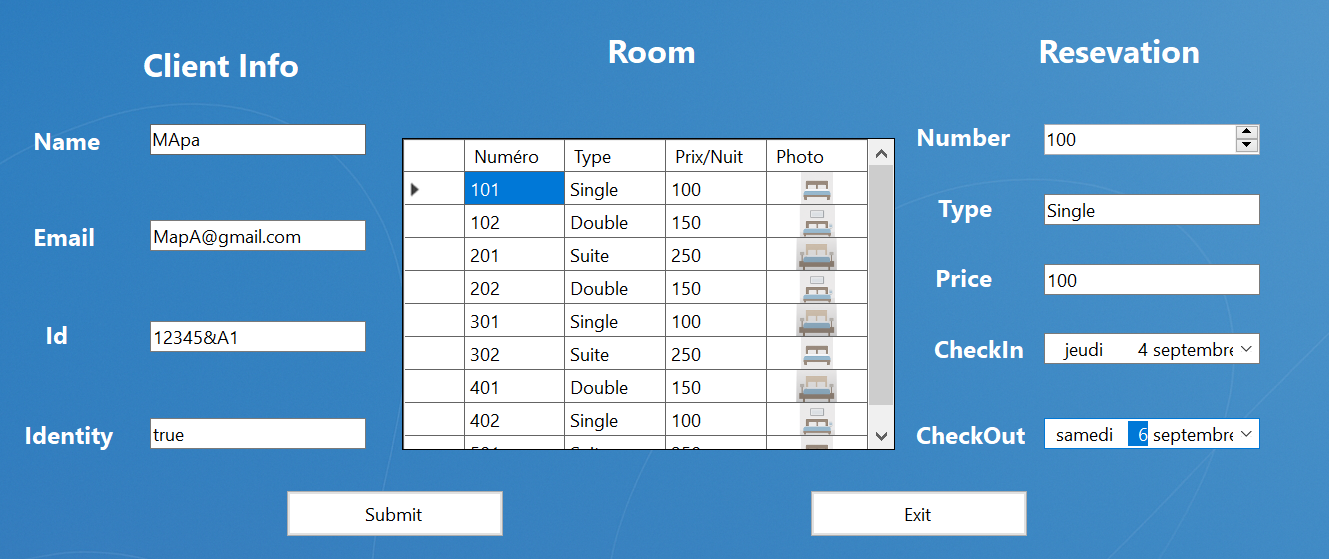 Client Info
Name MApa
Email MapA@gmail.com
Id 12345&A1
Identity true
Room
Numéro Type Prix/Nuit Photo
101 Single 100
102 Double 150
201 Suite 250
202 Double 150
301 Single 100
302 Suite 250
401 Double 150
402 Single 100
Resevation
Number 100
Type Single
Price 100
CheckIn jeudi 4 septembre
CheckOut samedi 6 septembre
Submit
Exit